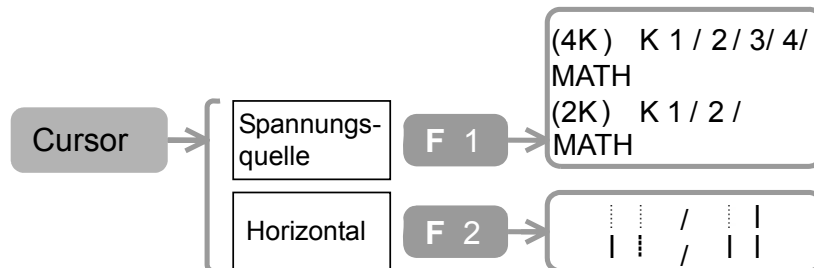 Cursor
Spannungs-
quelle
F 1
(4K) K 1 / 2 / 3/ 4/
MATH
(2K) K 1 / 2 /
MATH
Horizontal
F 2
/
/